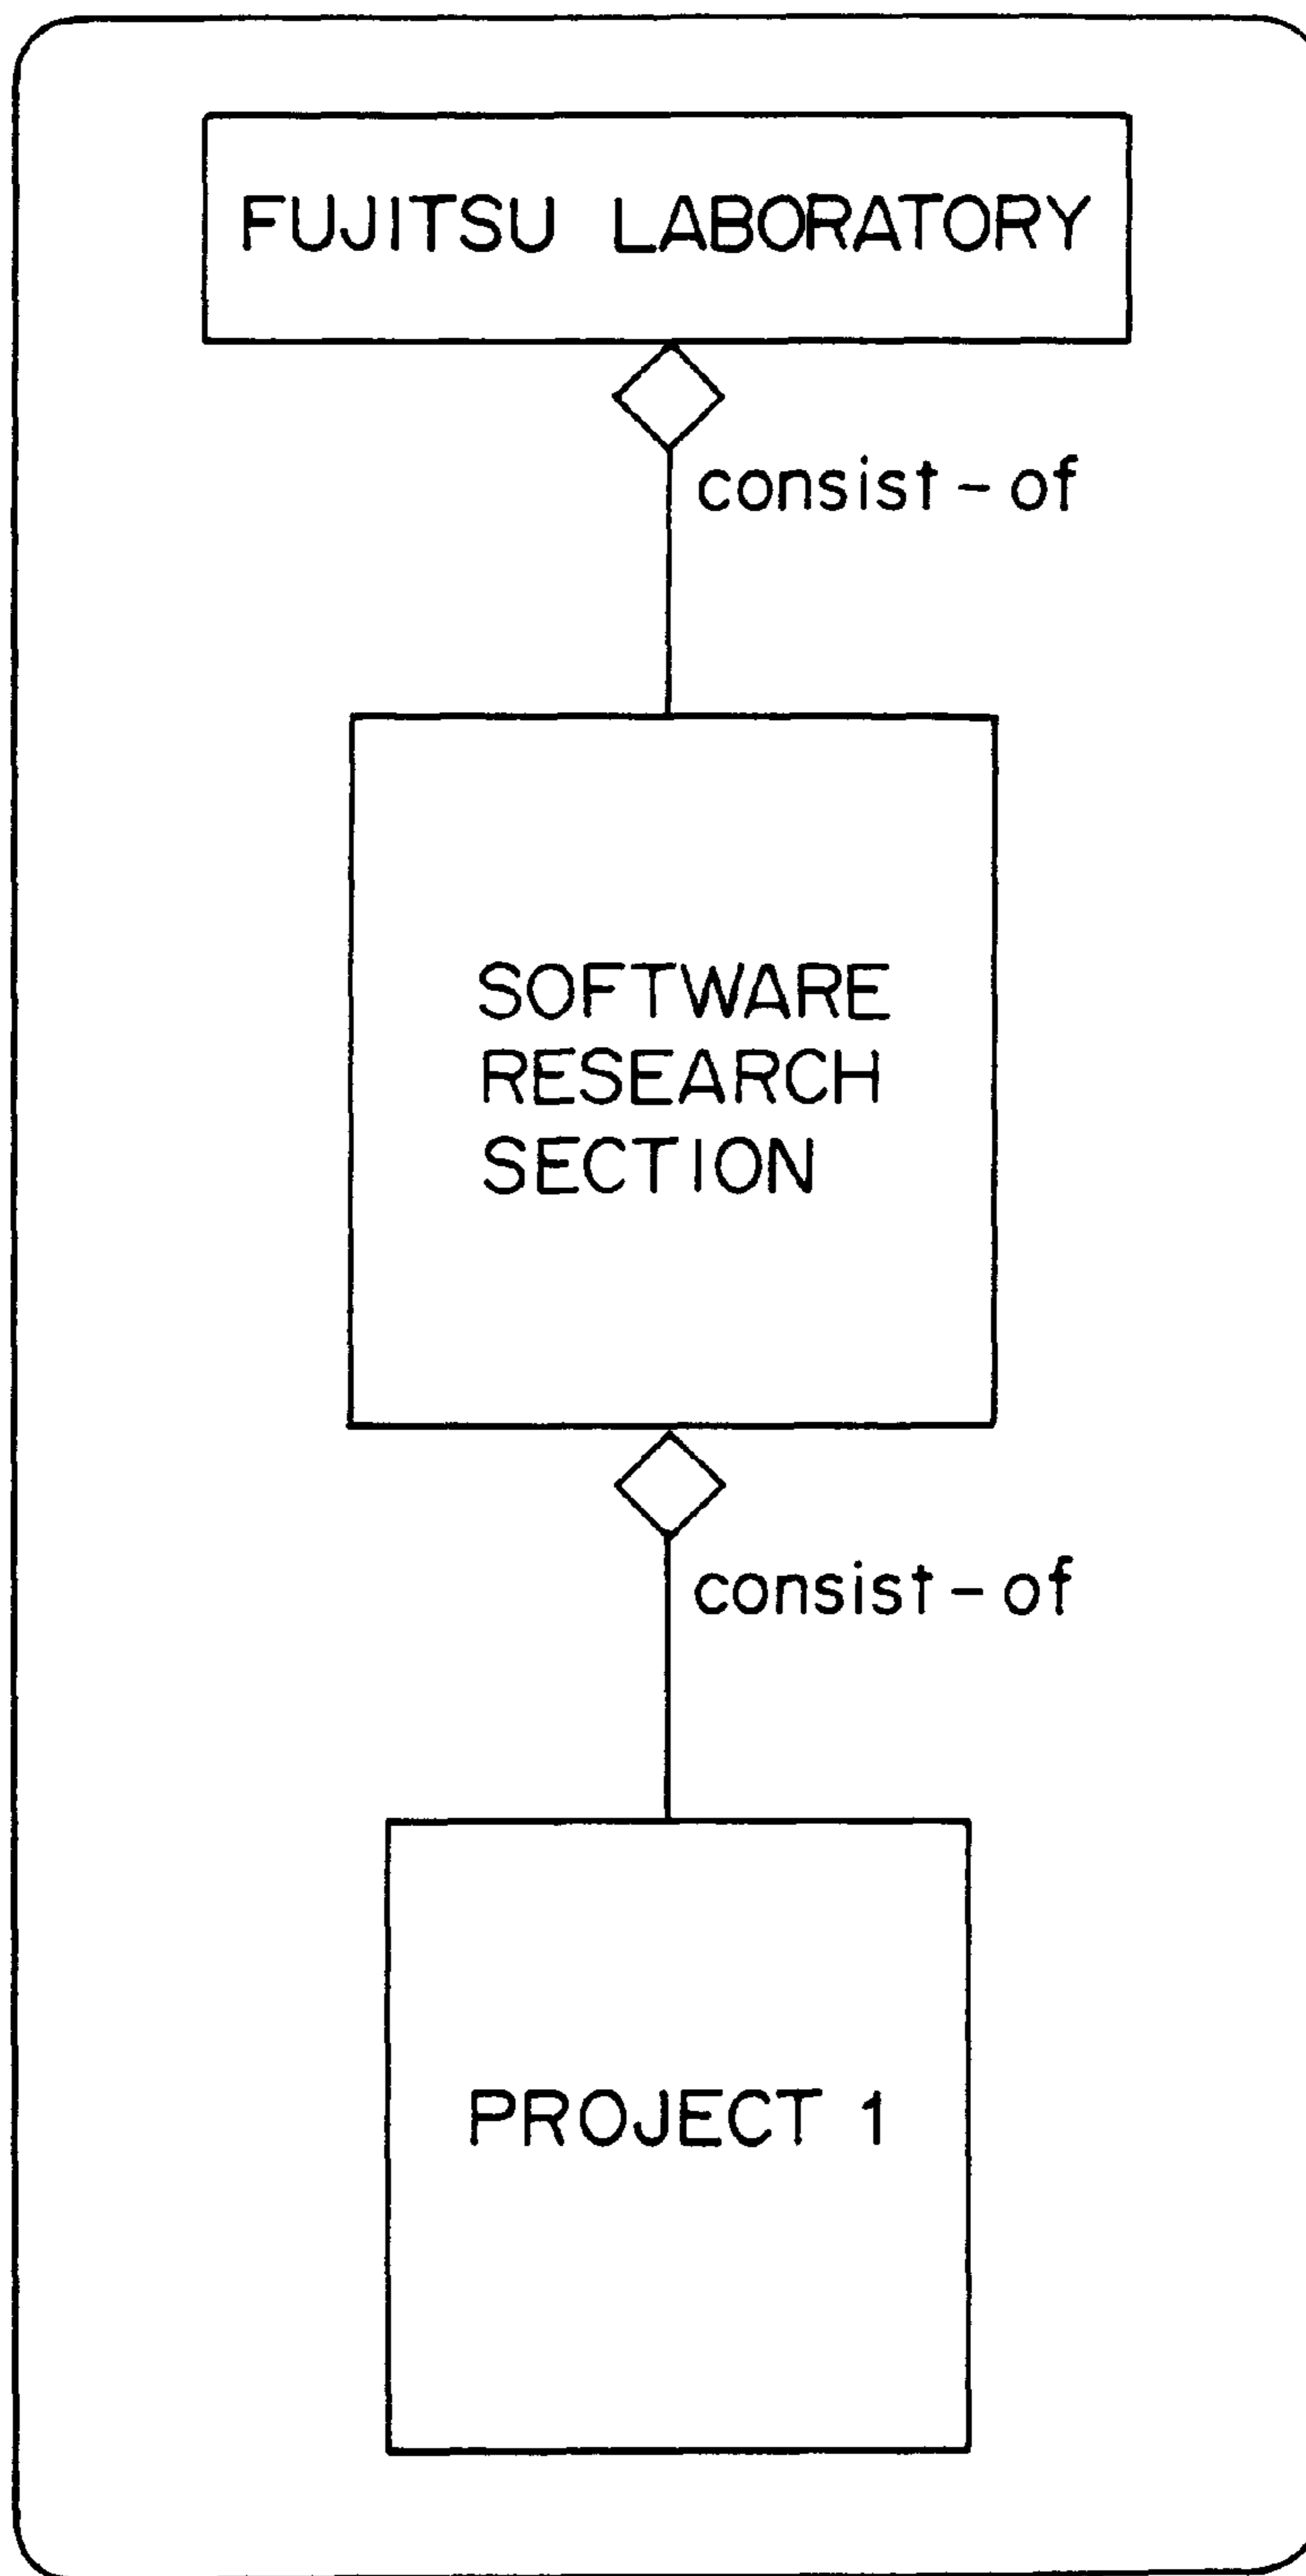 FUJITSU LABORATORY
consist-of
SOFTWARE
RESEARCH
SECTION
consist-of
PROJECT 1